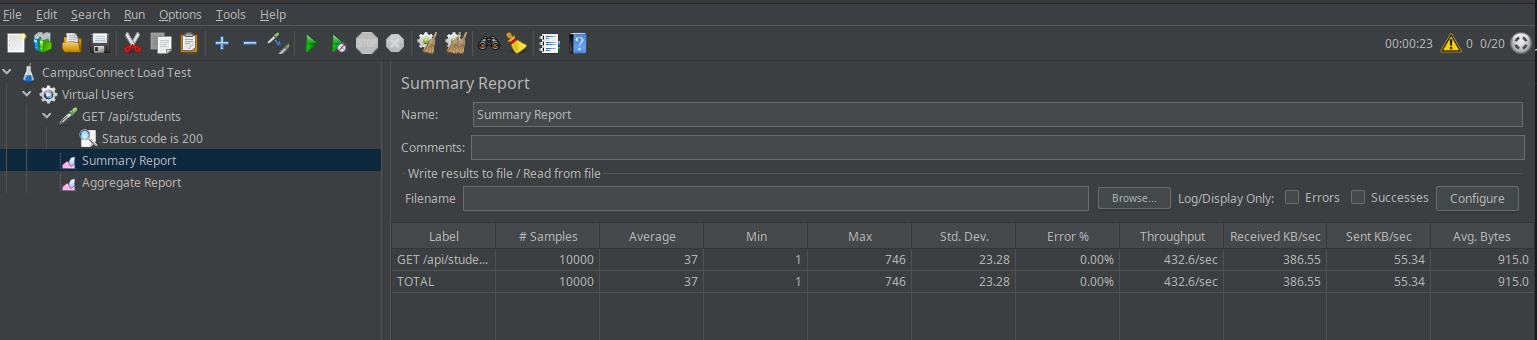 File Edit Search Run Options Tools Help
STOP 00:00:23 0 0/20
CampusConnect Load Test
Virtual Users
GET /api/students
Status code is 200
Summary Report
Aggregate Report
Summary Report
Name: Summary Report
Comments:
Write results to file / Read from file
Filename Browse... Log/Display Only: Errors Successes Configure
Label # Samples Average Min Max Std. Dev. Error % Throughput Received KB/sec Sent KB/sec Avg. Bytes
GET /api/stude... 10000 37 1 746 23.28 0.00% 432.6/sec 386.55 55.34 915.0
TOTAL 10000 37 1 746 23.28 0.00% 432.6/sec 386.55 55.34 915.0